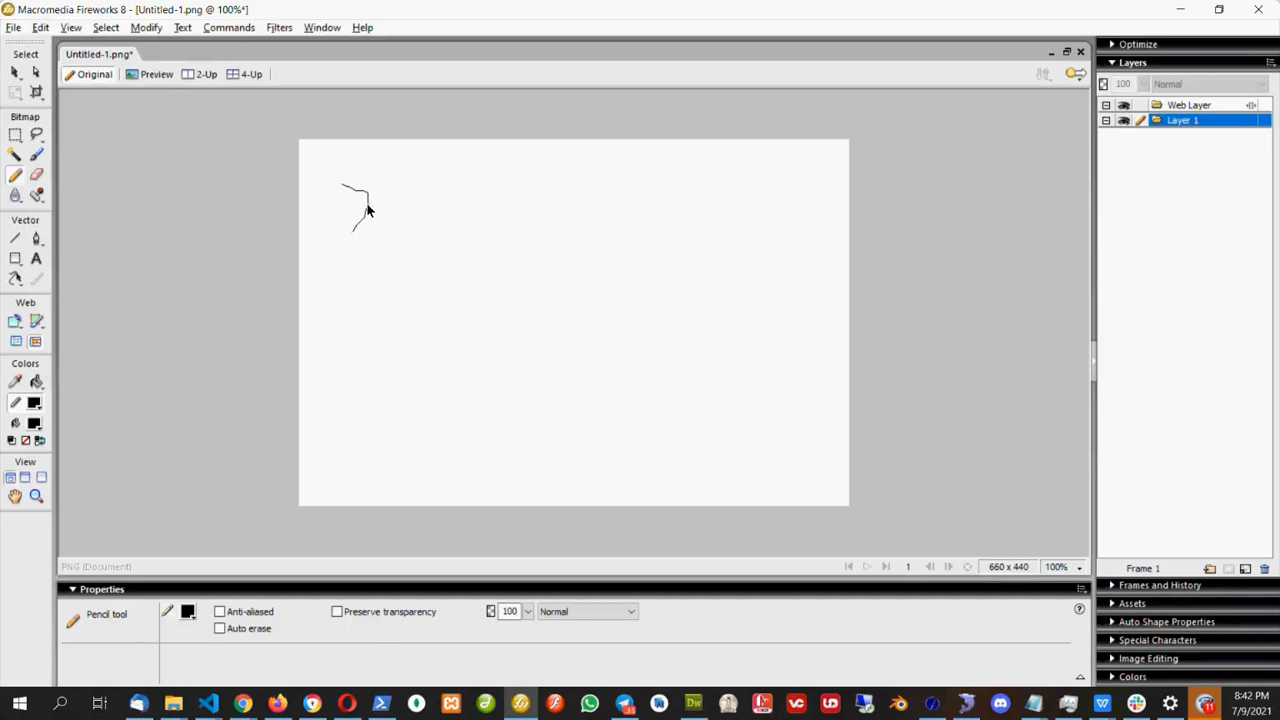 Macromedia Fireworks 8 - [Untitled-1.png @ 100%*]
File Edit View Select Modify Text Commands Filters Window Help
Select
Bitmap
Vector
Web
Colors
View
Untitled-1.png*
Original Preview 2-Up 4-Up
PNG (Document)
1
660 x 440
100%
Properties
Pencil tool
Anti-aliased
Auto erase
Preserve transparency
100
Normal
Optimize
Layers
100
Normal
Web Layer
Layer 1
Frame 1
Frames and History
Assets
Auto Shape Properties
Special Characters
Image Editing
Colors
8:42 PM
7/9/2021